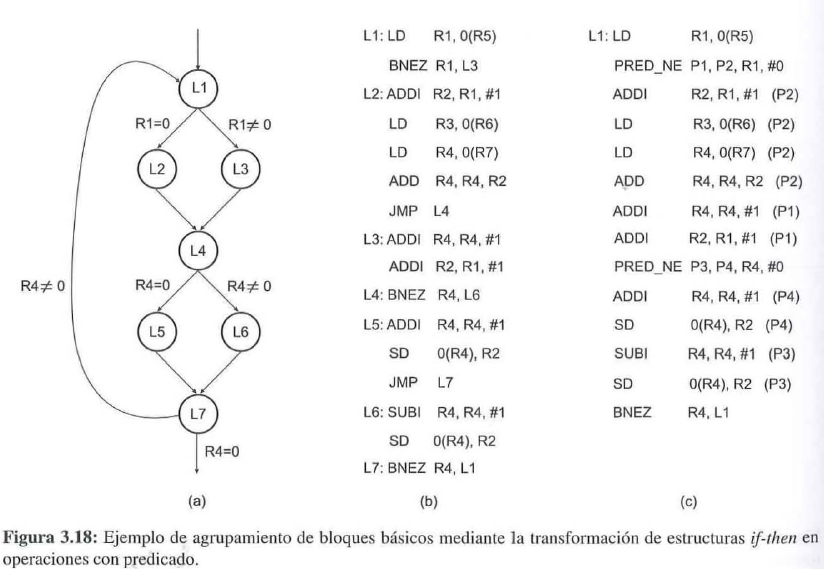 L1
R1=0
R1≠ 0
L2
L3
L4
R4≠ 0
R4=0
R4≠ 0
L5
L6
L7
R4=0
(a)
L1: LD R1, 0(R5)
BNEZ R1, L3
L2: ADDI R2, R1, #1
LD R3, 0(R6)
LD R4, 0(R7)
ADD R4, R4, R2
JMP L4
L3: ADDI R4, R4, #1
ADDI R2, R1, #1
L4: BNEZ R4, L6
L5: ADDI R4, R4, #1
SD 0(R4), R2
JMP L7
L6: SUBI R4, R4, #1
SD 0(R4), R2
L7: BNEZ R4, L1
(b)
L1: LD R1, 0(R5)
PRED_NE P1, P2, R1, #0
ADDI R2, R1, #1 (P2)
LD R3, 0(R6) (P2)
LD R4, 0(R7) (P2)
ADD R4, R4, R2 (P2)
ADDI R4, R4, #1 (P1)
ADDI R2, R1, #1 (P1)
PRED_NE P3, P4, R4, #0
ADDI R4, R4, #1 (P4)
SD 0(R4), R2 (P4)
SUBI R4, R4, #1 (P3)
SD 0(R4), R2 (P3)
BNEZ R4, L1
(c)
Figura 3.18: Ejemplo de agrupamiento de bloques básicos mediante la transformación de estructuras if-then en
operaciones con predicado.